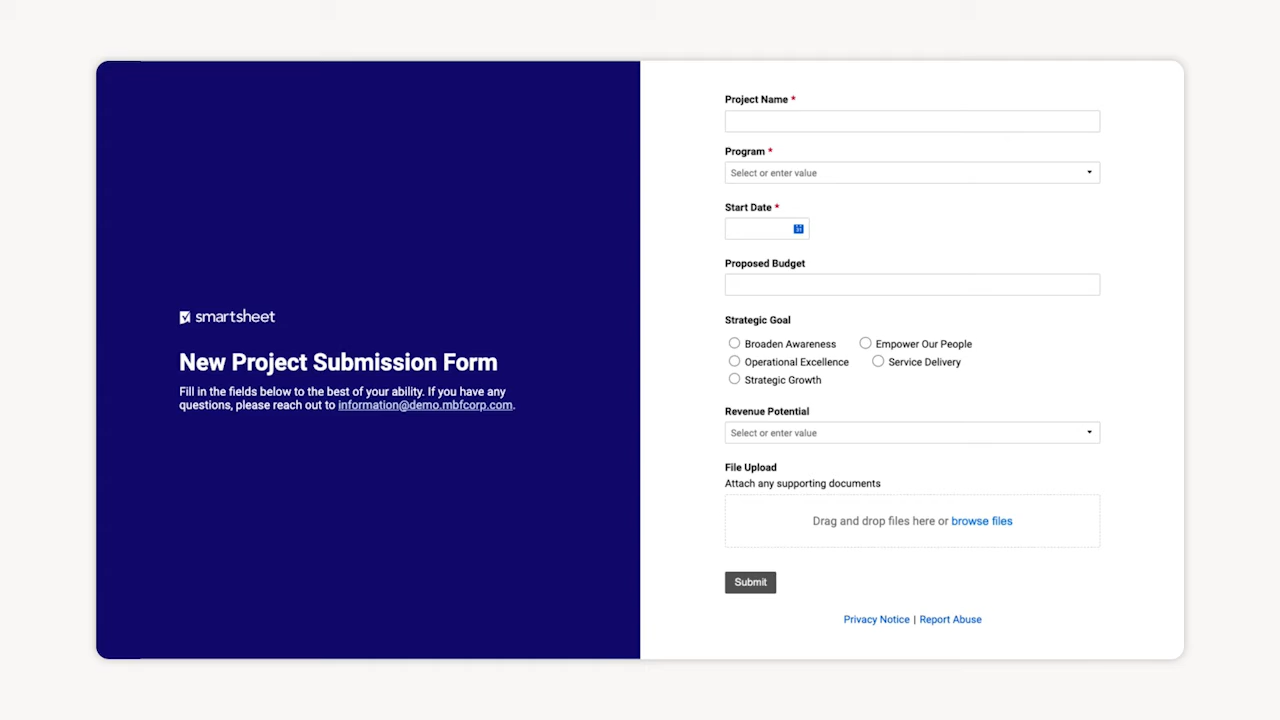 smartsheet
New Project Submission Form
Fill in the fields below to the best of your ability. If you have any
questions, please reach out to information@demo.mbfcorp.com.
Project Name *
Program *
Select or enter value
Start Date *
Proposed Budget
Strategic Goal
Broaden Awareness Empower Our People
Operational Excellence Service Delivery
Strategic Growth
Revenue Potential
Select or enter value
File Upload
Attach any supporting documents
Drag and drop files here or browse files
Submit
Privacy Notice | Report Abuse